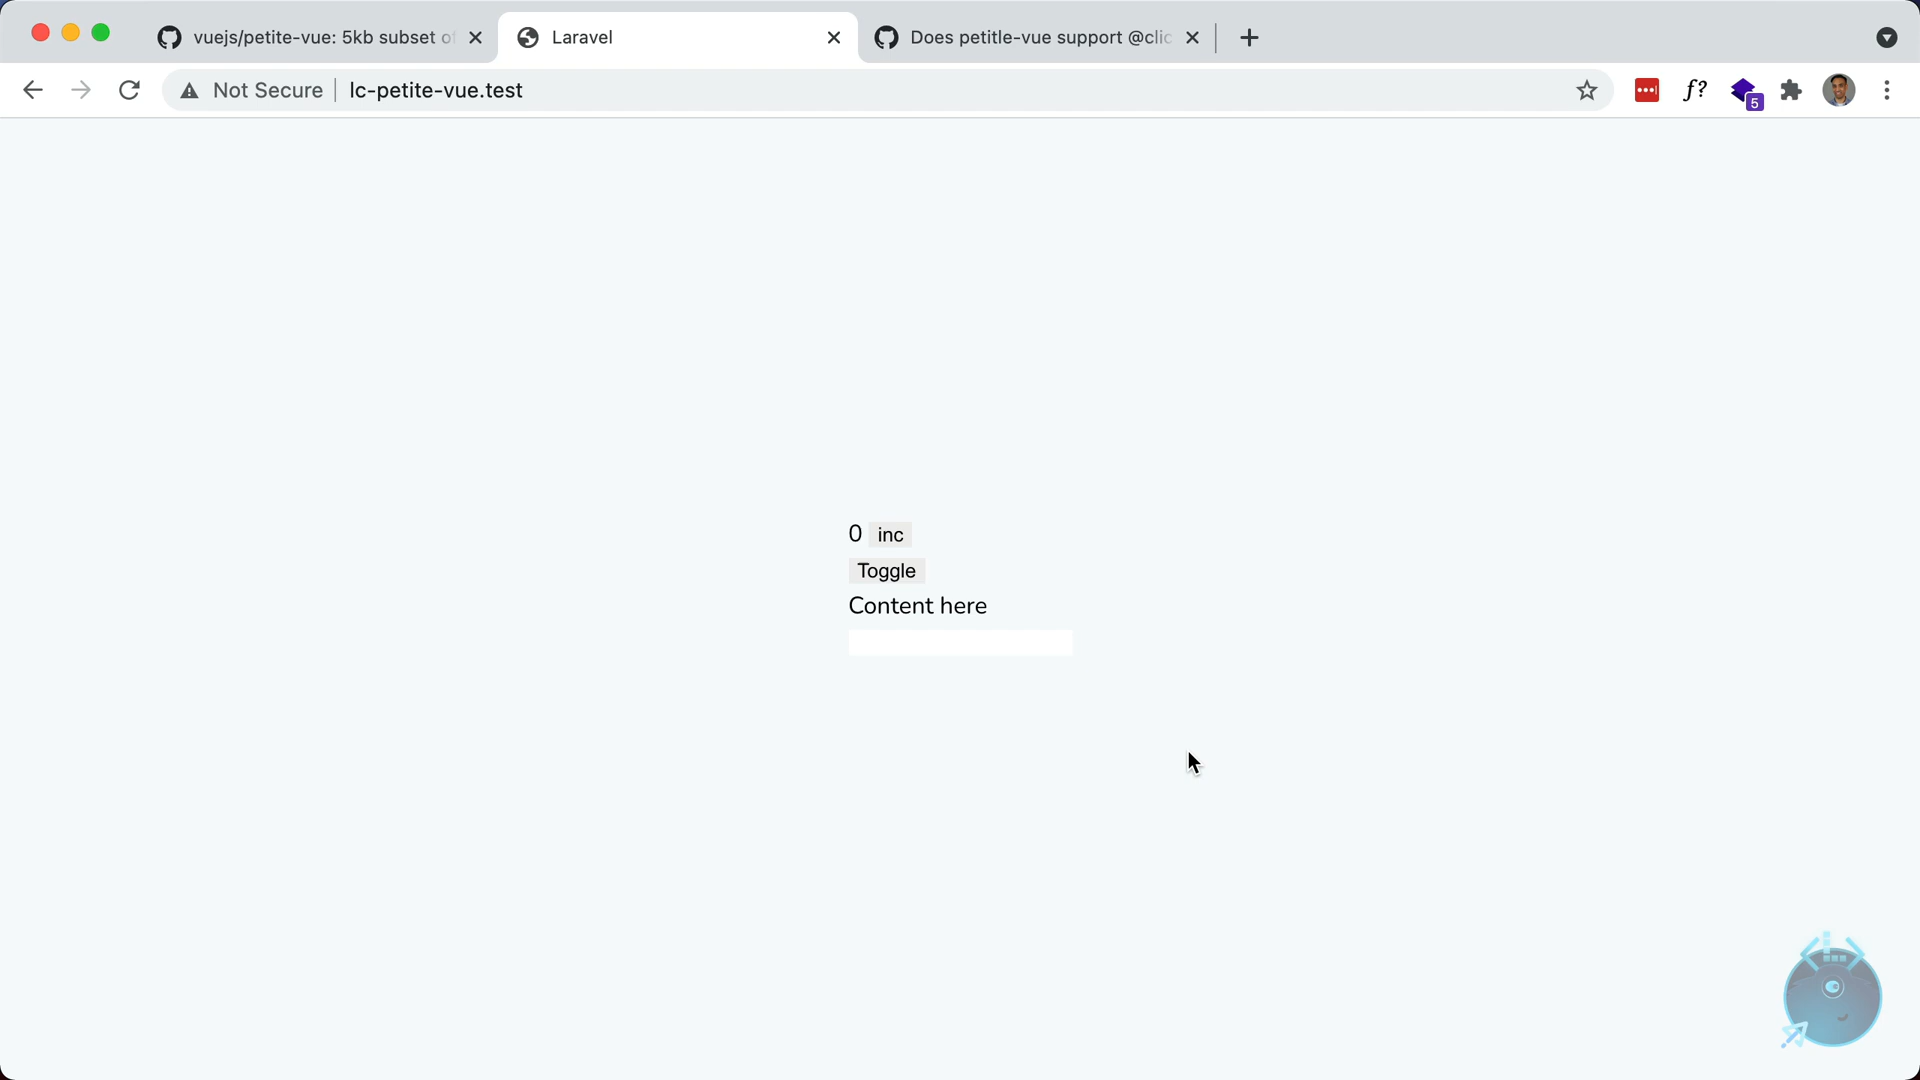 vuejs/petite-vue: 5kb subset of
Laravel
Does petitle-vue support @clic
Not Secure
lc-petite-vue.test
f?
5
0 inc
Toggle
Content here